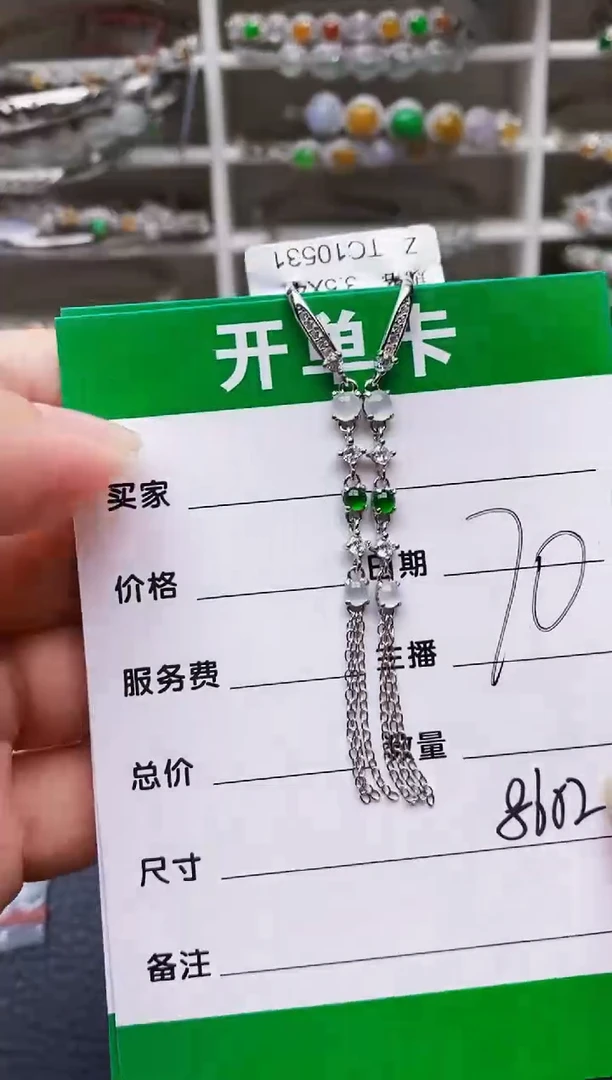 Z TC10531
开单卡
买家
价格
日期
70
服务费
主播
总价
数量
8602
尺寸
备注